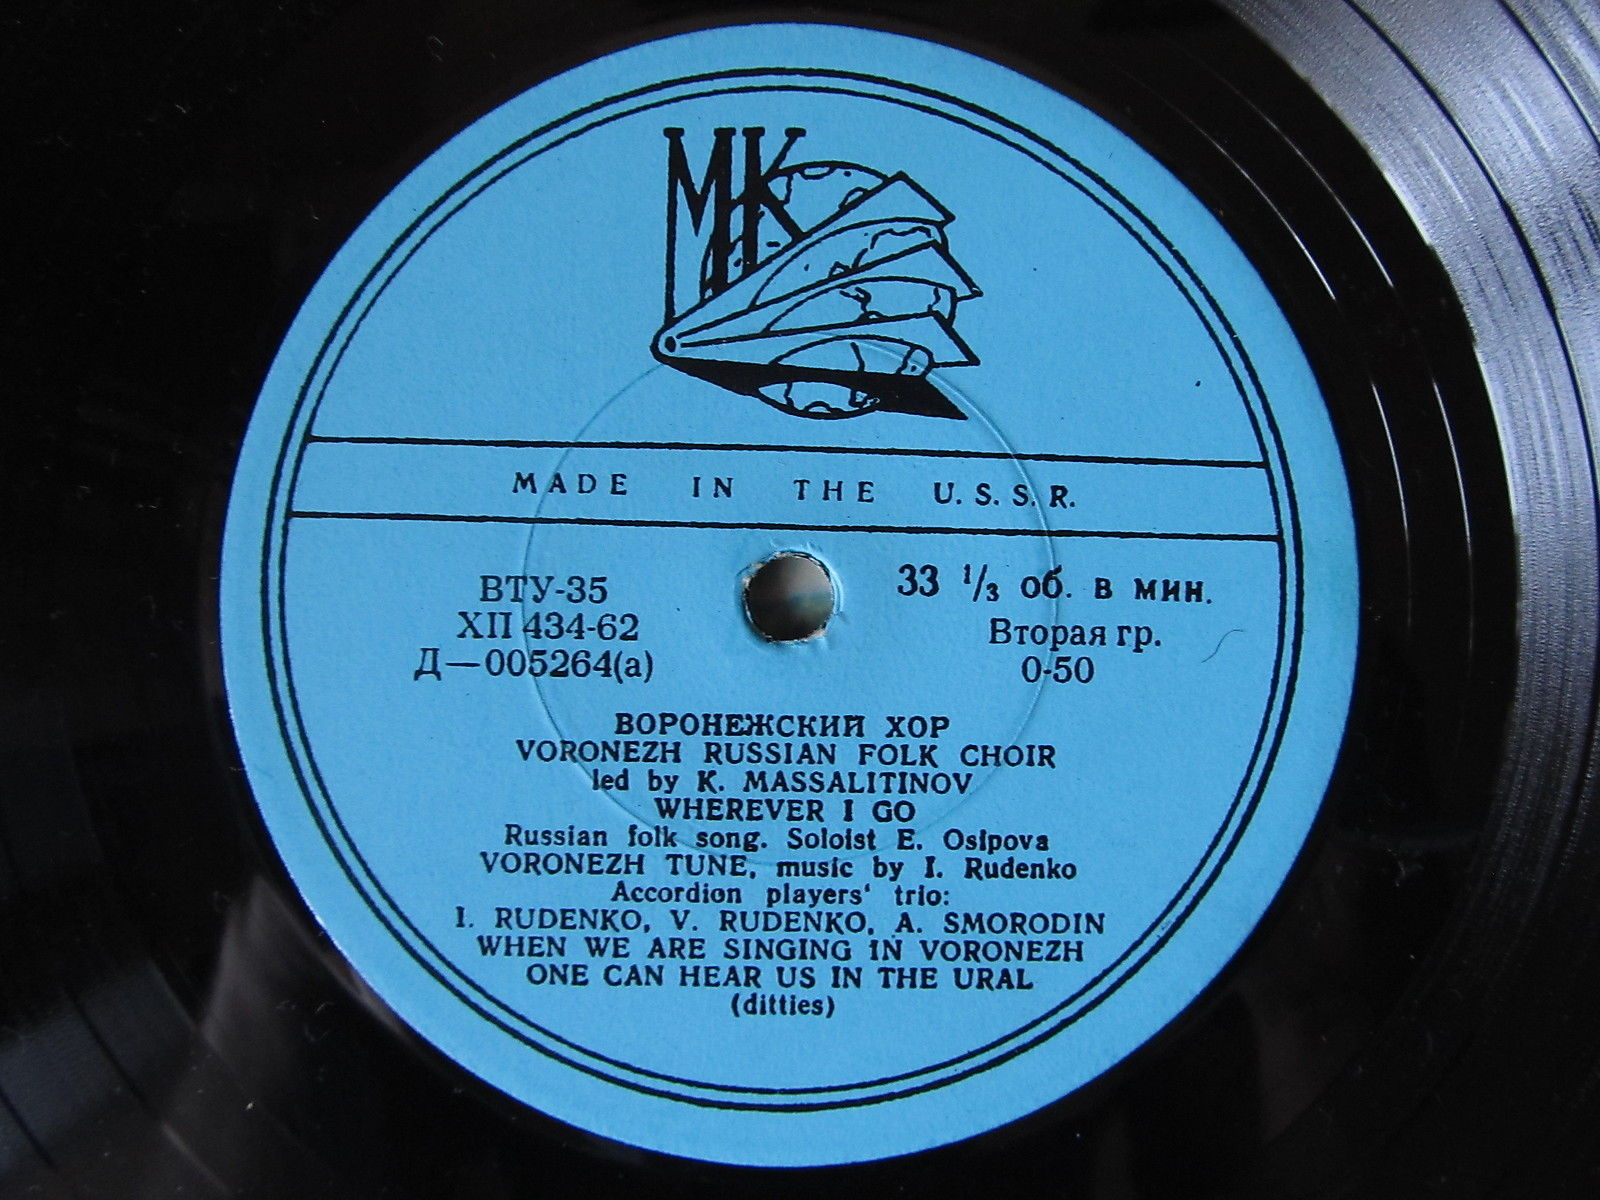 МК
MADE IN THE U.S.S.R.
ВТУ-35
ХП 434-62
Д—005264(а)
33 1/3 об. в мин.
Вторая гр.
0-50
ВОРОНЕЖСКИЙ ХОР
VORONEZH RUSSIAN FOLK CHOIR
led by K. MASSALITINOV
WHEREVER I GO
Russian folk song. Soloist E. Osipova
VORONEZH TUNE, music by I. Rudenko
Accordion players' trio:
I. RUDENKO, V. RUDENKO, A. SMORODIN
WHEN WE ARE SINGING IN VORONEZH
ONE CAN HEAR US IN THE URAL
(ditties)